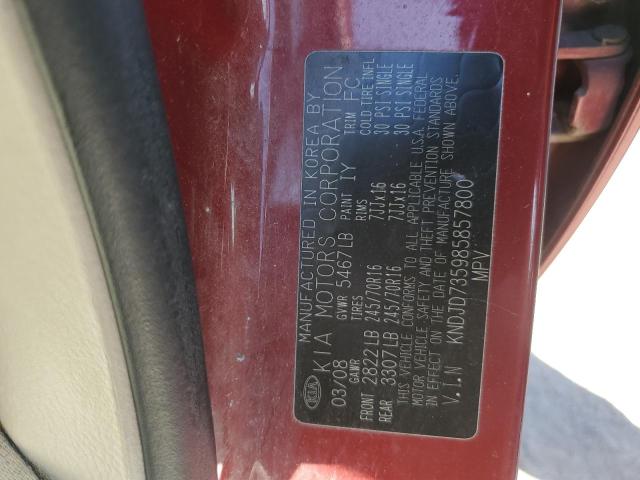 MANUFACTURED IN KOREA BY
KIA KIA MOTORS CORPORATION
03/08 GVWR 5467LB PAINT IY TRIM FC
GAWR TIRES RIMS COLD TIRE INFL
FRONT 2822LB 245/70R16 7JJx16 30 PSI SINGLE
REAR 3307LB 245/70R16 7JJx16 30 PSI SINGLE
THIS VEHICLE CONFORMS TO ALL APPLICABLE U.S.A. FEDERAL
MOTOR VEHICLE SAFETY AND THEFT PREVENTION STANDARDS
IN EFFECT ON THE DATE OF MANUFACTURE SHOWN ABOVE.
V.I.N KNDJD735985857800
MPV